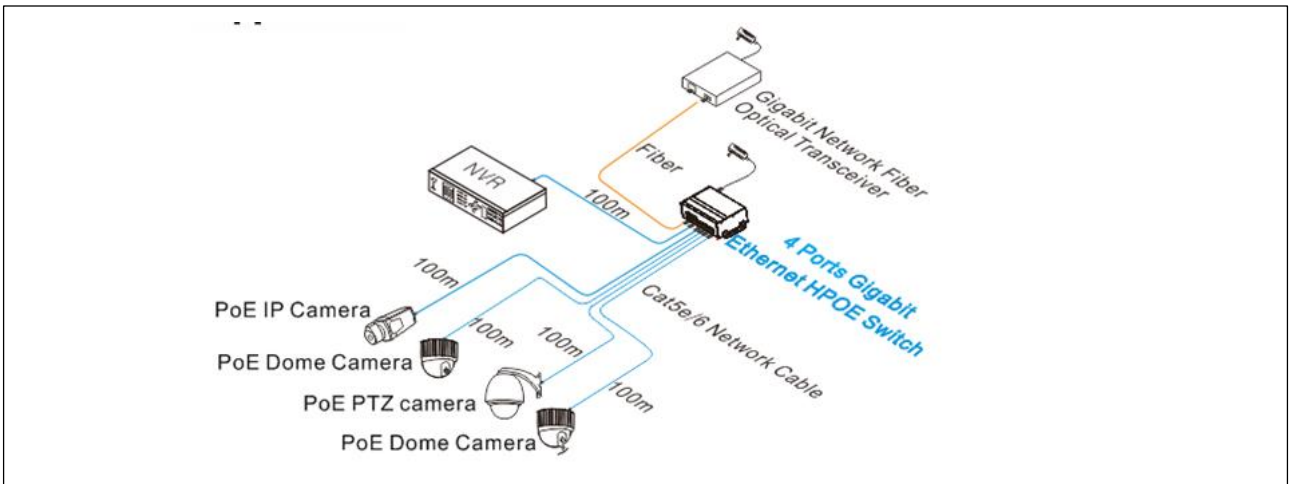 Gigabit Network Fiber
Optical Transceiver
Fiber
NVR
100m
4 Ports Gigabit
Ethernet HPOE Switch
100m
Cat5e/6 Network Cable
PoE IP Camera
100m
100m
PoE Dome Camera
PoE PTZ camera
100m
PoE Dome Camera